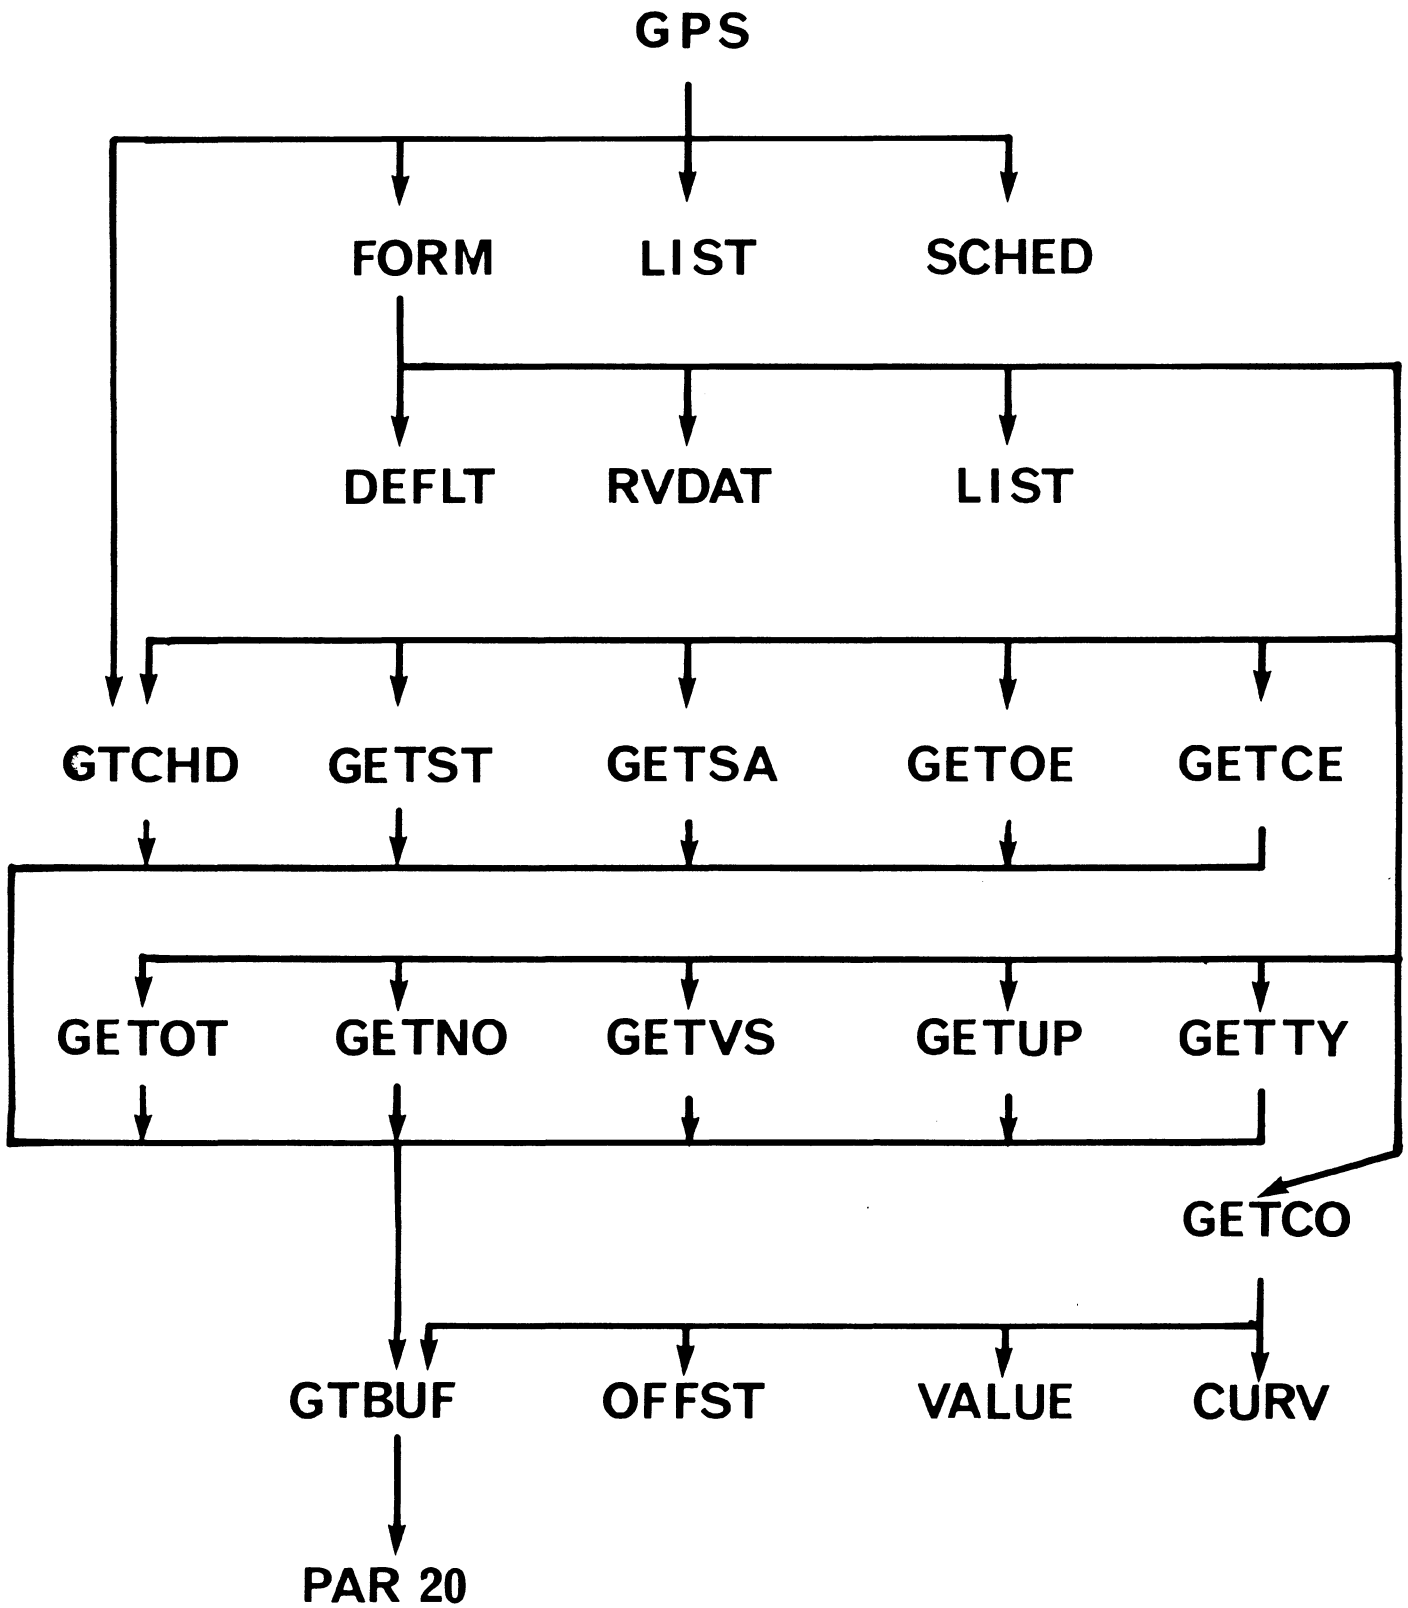 GPS
FORM LIST SCHED
DEFLT RVDAT LIST
GTCHD GETST GETSA GETOE GETCE
GETOT GETNO GETVS GETUP GETTY
GETCO
GTBUF OFFST VALUE CURV
PAR 20